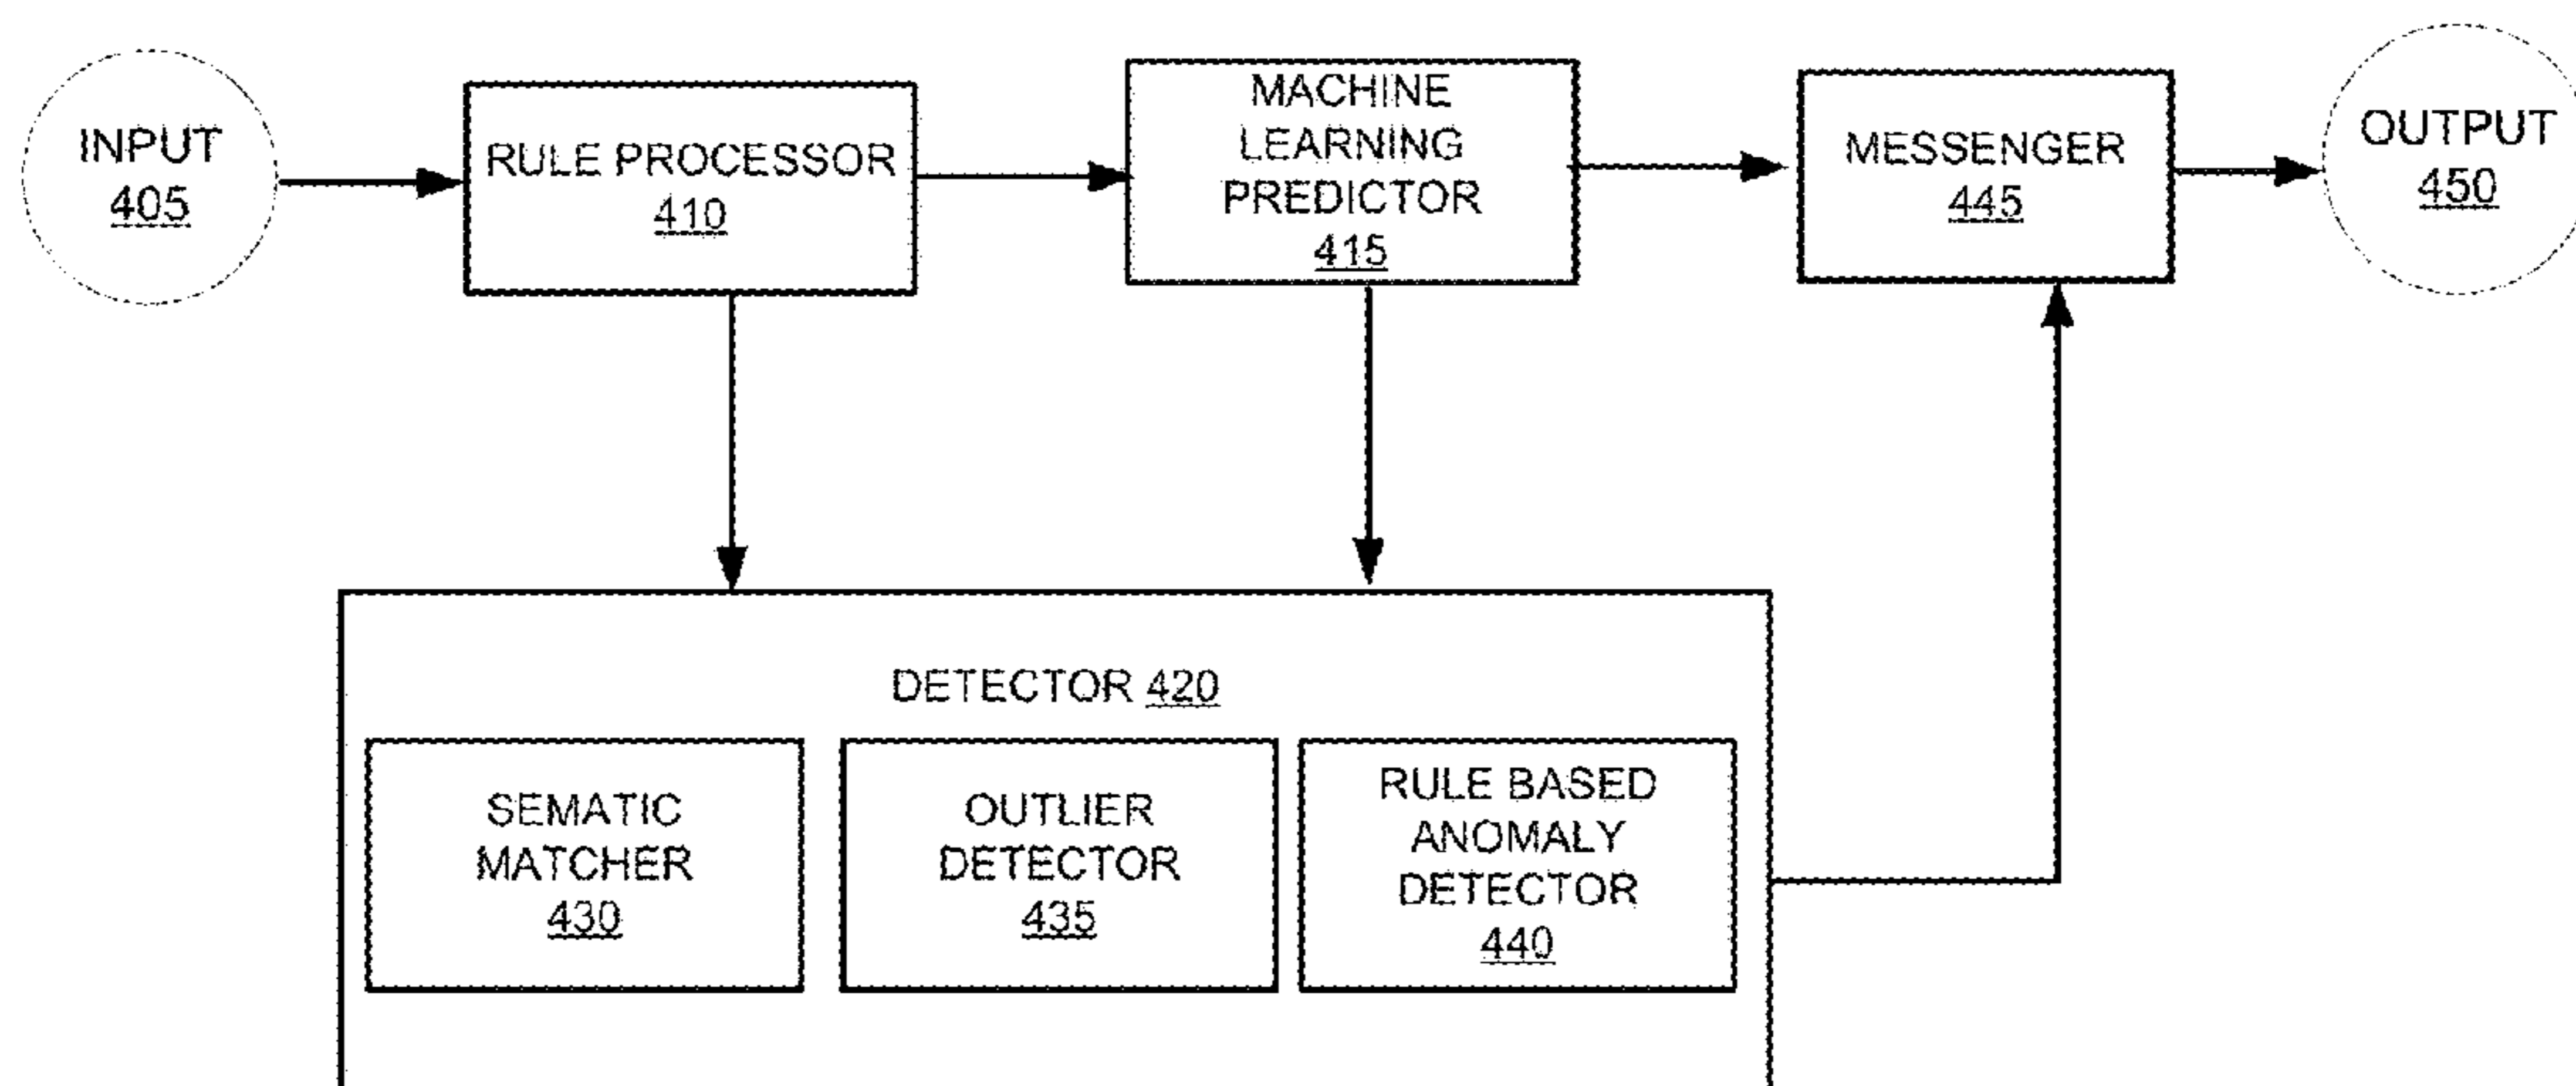 INPUT
405
RULE PROCESSOR
410
MACHINE
LEARNING
PREDICTOR
415
MESSENGER
445
OUTPUT
450
DETECTOR 420
SEMATIC
MATCHER
430
OUTLIER
DETECTOR
435
RULE BASED
ANOMALY
DETECTOR
440